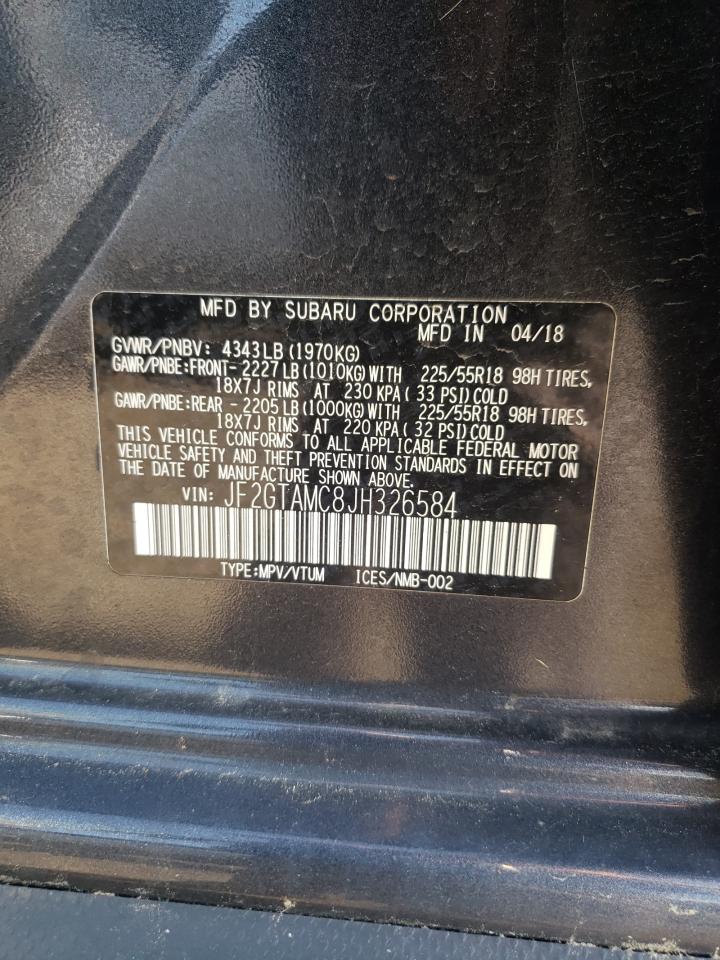 MFD BY SUBARU CORPORATION
MFD IN 04/18
GVWR/PNBV: 4343LB (1970KG)
GAWR/PNBE:FRONT- 2227 LB (1010KG) WITH 225/55R18 98H TIRES,
18X7J RIMS AT 230 KPA ( 33 PSI) COLD
GAWR/PNBE:REAR - 2205 LB (1000KG) WITH 225/55R18 98H TIRES,
18X7J RIMS AT 220 KPA ( 32 PSI) COLD
THIS VEHICLE CONFORMS TO ALL APPLICABLE FEDERAL MOTOR
VEHICLE SAFETY AND THEFT PREVENTION STANDARDS IN EFFECT ON
THE DATE OF MANUFACTURE SHOWN ABOVE.
VIN: JF2GTAMC8JH326584
TYPE:MPV/VTUM ICES/NMB-002